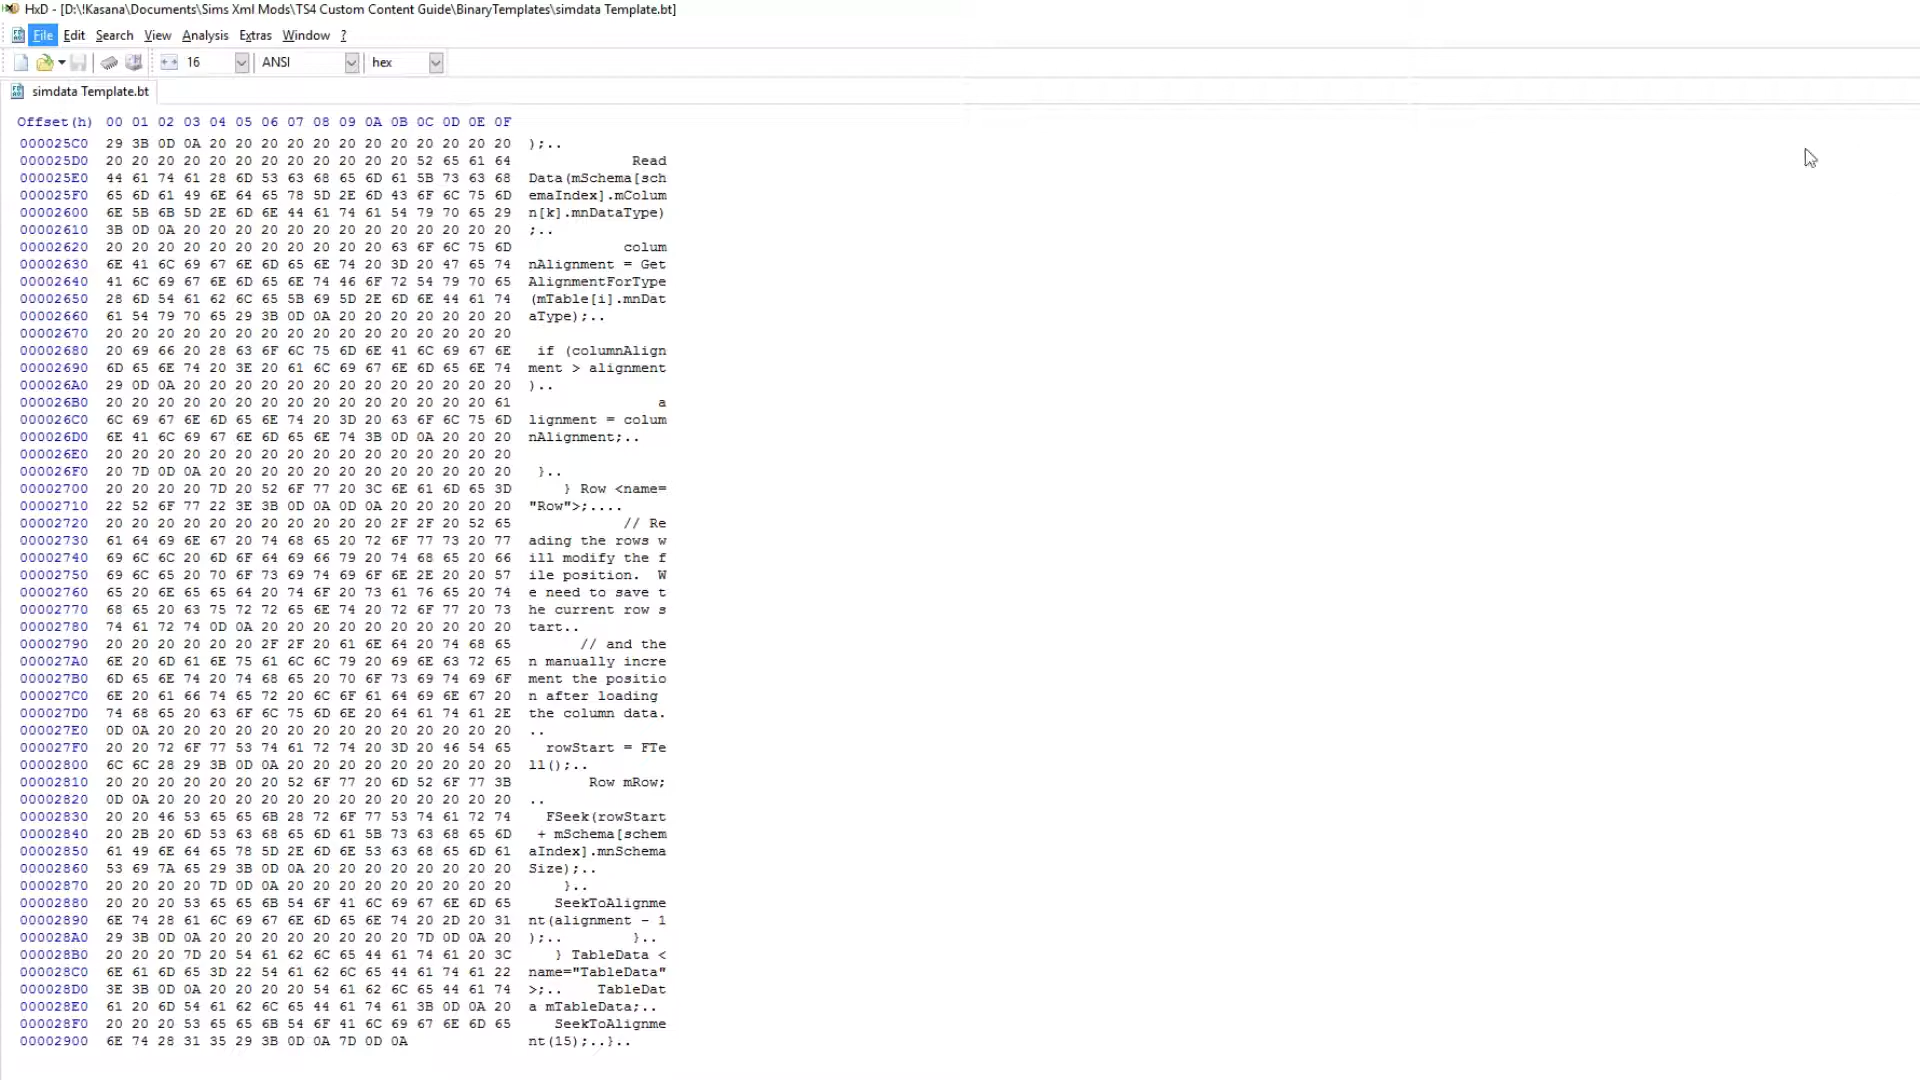 HxD - [D:\!Kasana\Documents\Sims Xml Mods\TS4 Custom Content Guide\BinaryTemplates\simdata Template.bt]
File Edit Search View Analysis Extras Window ?
16 ANSI hex
simdata Template.bt
Offset(h) 00 01 02 03 04 05 06 07 08 09 0A 0B 0C 0D 0E 0F
000025C0 29 3B 0D 0A 20 20 20 20 20 20 20 20 20 20 20 20 );..
000025D0 20 20 20 20 20 20 20 20 20 20 20 20 52 65 61 64 Read
000025E0 44 61 74 61 28 6D 53 63 68 65 6D 61 5B 73 63 68 Data(mSchema[sch
000025F0 65 6D 61 49 6E 64 65 78 5D 2E 6D 43 6F 6C 75 6D emaIndex].mColum
00002600 6E 5B 6B 5D 2E 6D 6E 44 61 74 61 54 79 70 65 29 n[k].mnDataType)
00002610 3B 0D 0A 20 20 20 20 20 20 20 20 20 20 20 20 20 ;..
00002620 20 20 20 20 20 20 20 20 20 20 20 63 6F 6C 75 6D colum
00002630 6E 41 6C 69 67 6E 6D 65 6E 74 20 3D 20 47 65 74 nAlignment = Get
00002640 41 6C 69 67 6E 6D 65 6E 74 46 6F 72 54 79 70 65 AlignmentForType
00002650 28 6D 54 61 62 6C 65 5B 69 5D 2E 6D 6E 44 61 74 (mTable[i].mnDat
00002660 61 54 79 70 65 29 3B 0D 0A 20 20 20 20 20 20 20 aType);..
00002670 20 20 20 20 20 20 20 20 20 20 20 20 20 20 20 20
00002680 20 69 66 20 28 63 6F 6C 75 6D 6E 41 6C 69 67 6E if (columnAlign
00002690 6D 65 6E 74 20 3E 20 61 6C 69 67 6E 6D 65 6E 74 ment > alignment
000026A0 29 0D 0A 20 20 20 20 20 20 20 20 20 20 20 20 20 )..
000026B0 20 20 20 20 20 20 20 20 20 20 20 20 20 20 20 61 a
000026C0 6C 69 67 6E 6D 65 6E 74 20 3D 20 63 6F 6C 75 6D lignment = colum
000026D0 6E 41 6C 69 67 6E 6D 65 6E 74 3B 0D 0A 20 20 20 nAlignment;..
000026E0 20 20 20 20 20 20 20 20 20 20 20 20 20 20 20 20
000026F0 20 7D 0D 0A 20 20 20 20 20 20 20 20 20 20 20 20 }..
00002700 20 20 20 20 7D 20 52 6F 77 20 3C 6E 61 6D 65 3D } Row <name=
00002710 22 52 6F 77 22 3E 3B 0D 0A 0D 0A 20 20 20 20 20 "Row">;....
00002720 20 20 20 20 20 20 20 20 20 20 20 2F 2F 20 52 65 // Re
00002730 61 64 69 6E 67 20 74 68 65 20 72 6F 77 73 20 77 ading the rows w
00002740 69 6C 6C 20 6D 6F 64 69 66 79 20 74 68 65 20 66 ill modify the f
00002750 69 6C 65 20 70 6F 73 69 74 69 6F 6E 2E 20 20 57 ile position.  W
00002760 65 20 6E 65 65 64 20 74 6F 20 73 61 76 65 20 74 e need to save t
00002770 68 65 20 63 75 72 72 65 6E 74 20 72 6F 77 20 73 he current row s
00002780 74 61 72 74 0D 0A 20 20 20 20 20 20 20 20 20 20 tart..
00002790 20 20 20 20 20 20 2F 2F 20 61 6E 64 20 74 68 65 // and the
000027A0 6E 20 6D 61 6E 75 61 6C 6C 79 20 69 6E 63 72 65 n manually incre
000027B0 6D 65 6E 74 20 74 68 65 20 70 6F 73 69 74 69 6F ment the positio
000027C0 6E 20 61 66 74 65 72 20 6C 6F 61 64 69 6E 67 20 n after loading
000027D0 74 68 65 20 63 6F 6C 75 6D 6E 20 64 61 74 61 2E the column data.
000027E0 0D 0A 20 20 20 20 20 20 20 20 20 20 20 20 20 20 ..
000027F0 20 20 72 6F 77 53 74 61 72 74 20 3D 20 46 54 65 rowStart = FTe
00002800 6C 6C 28 29 3B 0D 0A 20 20 20 20 20 20 20 20 20 ll();..
00002810 20 20 20 20 20 20 20 52 6F 77 20 6D 52 6F 77 3B Row mRow;
00002820 0D 0A 20 20 20 20 20 20 20 20 20 20 20 20 20 20 ..
00002830 20 20 46 53 65 65 6B 28 72 6F 77 53 74 61 72 74 FSeek(rowStart
00002840 20 2B 20 6D 53 63 68 65 6D 61 5B 73 63 68 65 6D + mSchema[schem
00002850 61 49 6E 64 65 78 5D 2E 6D 6E 53 63 68 65 6D 61 aIndex].mnSchema
00002860 53 69 7A 65 29 3B 0D 0A 20 20 20 20 20 20 20 20 Size);..
00002870 20 20 20 20 7D 0D 0A 20 20 20 20 20 20 20 20 20 }..
00002880 20 20 20 53 65 65 6B 54 6F 41 6C 69 67 6E 6D 65 SeekToAlignme
00002890 6E 74 28 61 6C 69 67 6E 6D 65 6E 74 20 2D 20 31 nt(alignment - 1
000028A0 29 3B 0D 0A 20 20 20 20 20 20 20 20 7D 0D 0A 20 );.. }..
000028B0 20 20 20 7D 20 54 61 62 6C 65 44 61 74 61 20 3C } TableData <
000028C0 6E 61 6D 65 3D 22 54 61 62 6C 65 44 61 74 61 22 name="TableData"
000028D0 3E 3B 0D 0A 20 20 20 20 54 61 62 6C 65 44 61 74 >;.. TableDat
000028E0 61 20 6D 54 61 62 6C 65 44 61 74 61 3B 0D 0A 20 a mTableData;..
000028F0 20 20 20 53 65 65 6B 54 6F 41 6C 69 67 6E 6D 65 SeekToAlignme
00002900 6E 74 28 31 35 29 3B 0D 0A 7D 0D 0A nt(15);..}..